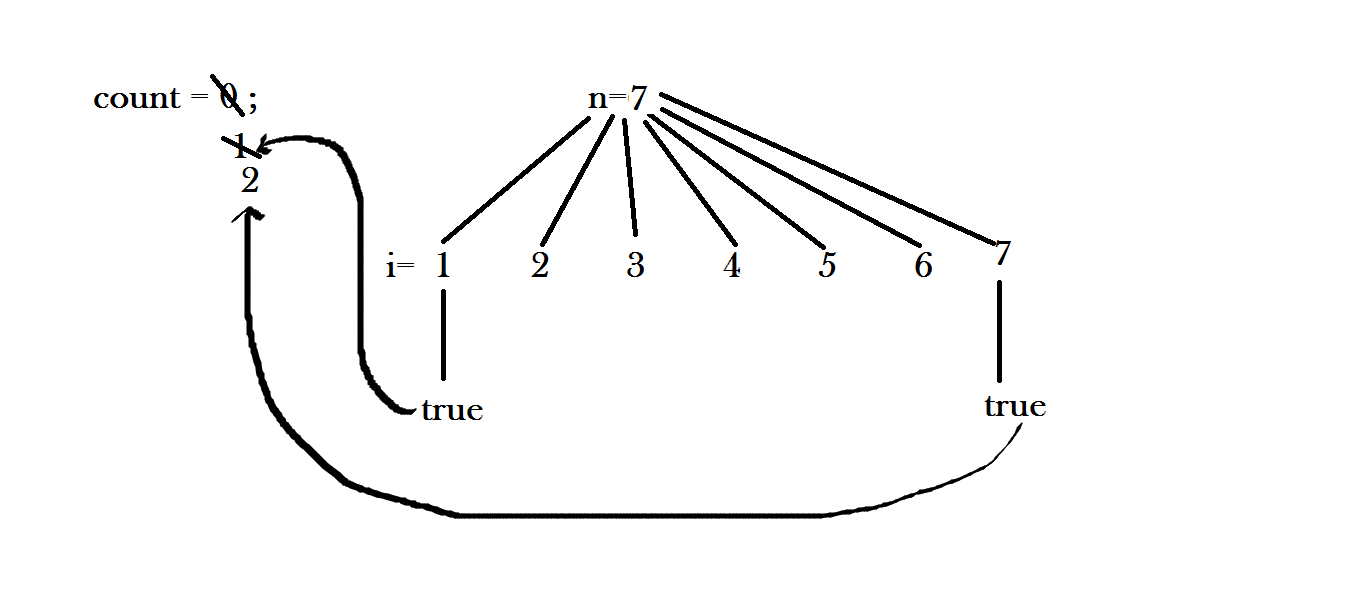 count = 0 ;
n=7
1
2
i= 1 2 3 4 5 6 7
true true